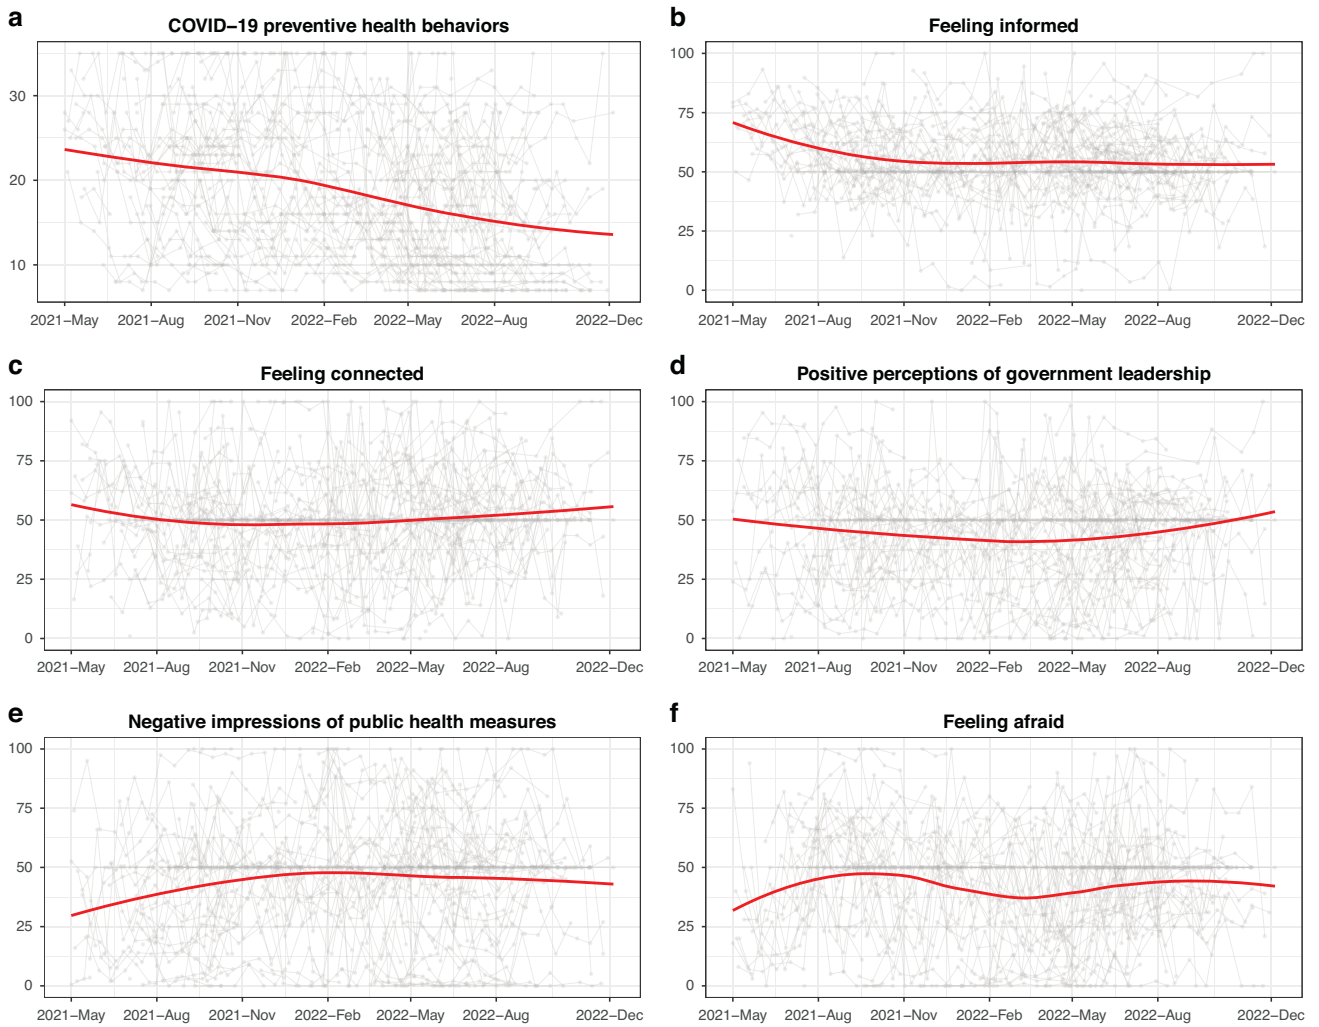 a
COVID–19 preventive health behaviors
30
20
10
2021–May 2021–Aug 2021–Nov 2022–Feb 2022–May 2022–Aug 2022–Dec
b
Feeling informed
100
75
50
25
0
2021–May 2021–Aug 2021–Nov 2022–Feb 2022–May 2022–Aug 2022–Dec
c
Feeling connected
100
75
50
25
0
2021–May 2021–Aug 2021–Nov 2022–Feb 2022–May 2022–Aug 2022–Dec
d
Positive perceptions of government leadership
100
75
50
25
0
2021–May 2021–Aug 2021–Nov 2022–Feb 2022–May 2022–Aug 2022–Dec
e
Negative impressions of public health measures
100
75
50
25
0
2021–May 2021–Aug 2021–Nov 2022–Feb 2022–May 2022–Aug 2022–Dec
f
Feeling afraid
100
75
50
25
0
2021–May 2021–Aug 2021–Nov 2022–Feb 2022–May 2022–Aug 2022–Dec